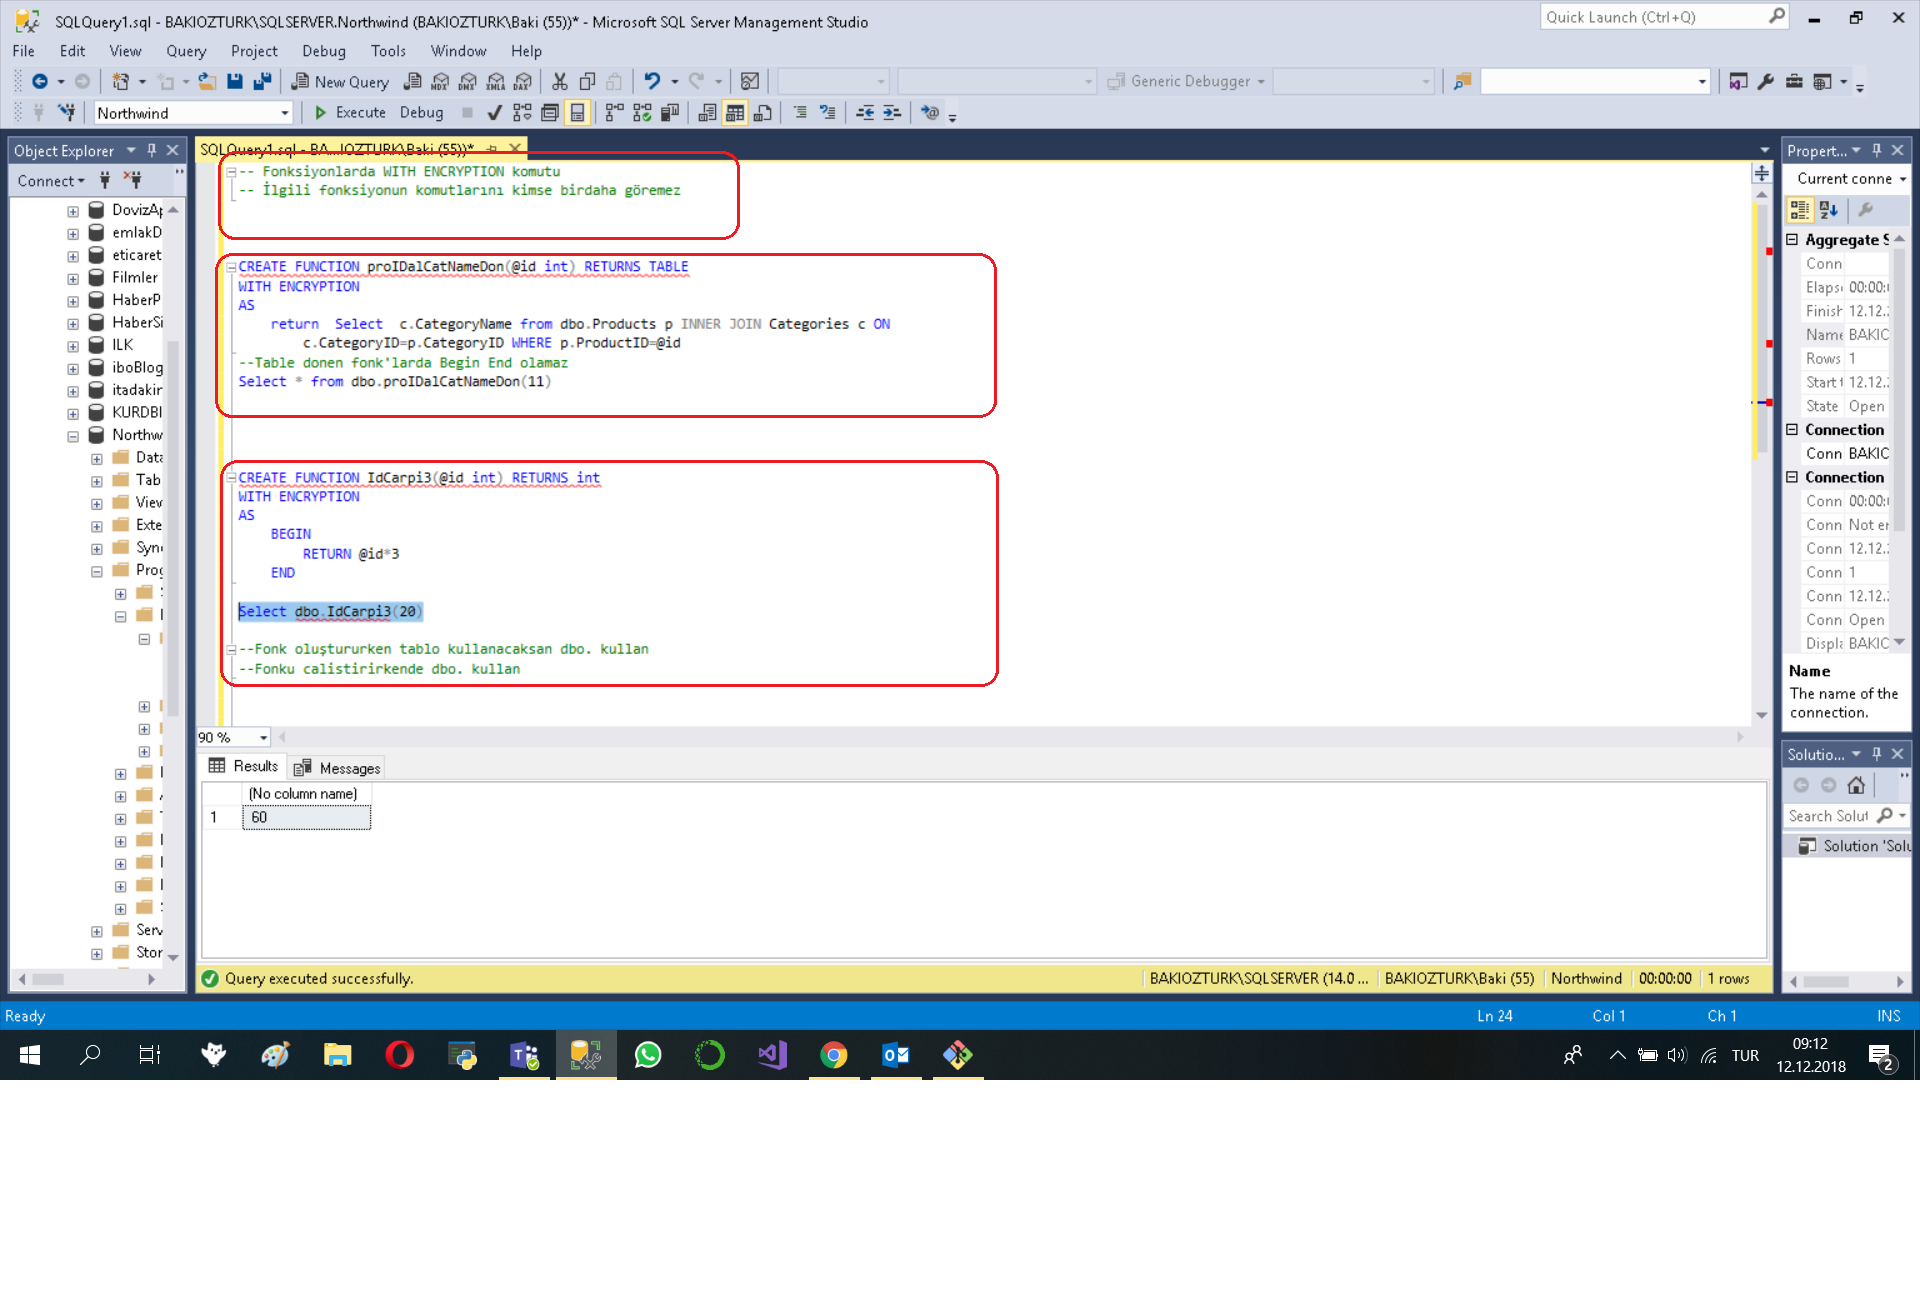 SQLQuery1.sql - BAKIOZTURK\SQLSERVER.Northwind (BAKIOZTURK\Baki (55))* - Microsoft SQL Server Management Studio
Quick Launch (Ctrl+Q)
File Edit View Query Project Debug Tools Window Help
New Query MDX DMX XMLA DAX Generic Debugger
Northwind Execute Debug
Object Explorer
Connect
DovizAp
emlakD
eticaret
Filmler
HaberP
HaberSi
ILK
iboBlog
itadakir
KURDBI
Northw
Data
Tab
View
Exte
Syn
Prog
Serv
Stor
SQLQuery1.sql - BA...IOZTURK\Baki (55))*
-- Fonksiyonlarda WITH ENCRYPTION komutu
-- İlgili fonksiyonun komutlarını kimse birdaha göremez
CREATE FUNCTION proIDalCatNameDon(@id int) RETURNS TABLE
WITH ENCRYPTION
AS
return  Select  c.CategoryName from dbo.Products p INNER JOIN Categories c ON
c.CategoryID=p.CategoryID WHERE p.ProductID=@id
--Table donen fonk'larda Begin End olamaz
Select * from dbo.proIDalCatNameDon(11)
CREATE FUNCTION IdCarpi3(@id int) RETURNS int
WITH ENCRYPTION
AS
BEGIN
RETURN @id*3
END
Select dbo.IdCarpi3(20)
--Fonk oluştururken tablo kullanacaksan dbo. kullan
--Fonku calistirirkende dbo. kullan
90 %
Results Messages
(No column name)
1 60
Query executed successfully.
BAKIOZTURK\SQLSERVER (14.0 ... BAKIOZTURK\Baki (55) Northwind 00:00:00 1 rows
Propert...
Current conne
Aggregate S
Conn
Elaps 00:00:
Finish 12.12.
Name BAKIC
Rows 1
Start t 12.12.
State Open
Connection
Conn BAKIC
Connection
Conn 00:00:
Conn Not er
Conn 12.12.
Conn 1
Conn 12.12.
Conn Open
Displa BAKIC
Name
The name of the
connection.
Solutio...
Search Solut
Solution 'Solu
Ready Ln 24 Col 1 Ch 1 INS
TUR
09:12
12.12.2018
2